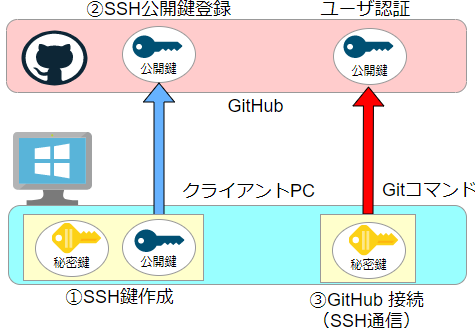 ②SSH公開鍵登録
ユーザ認証
公開鍵
公開鍵
GitHub
クライアントPC
Gitコマンド
秘密鍵
公開鍵
秘密鍵
①SSH鍵作成
③GitHub 接続
(SSH通信)